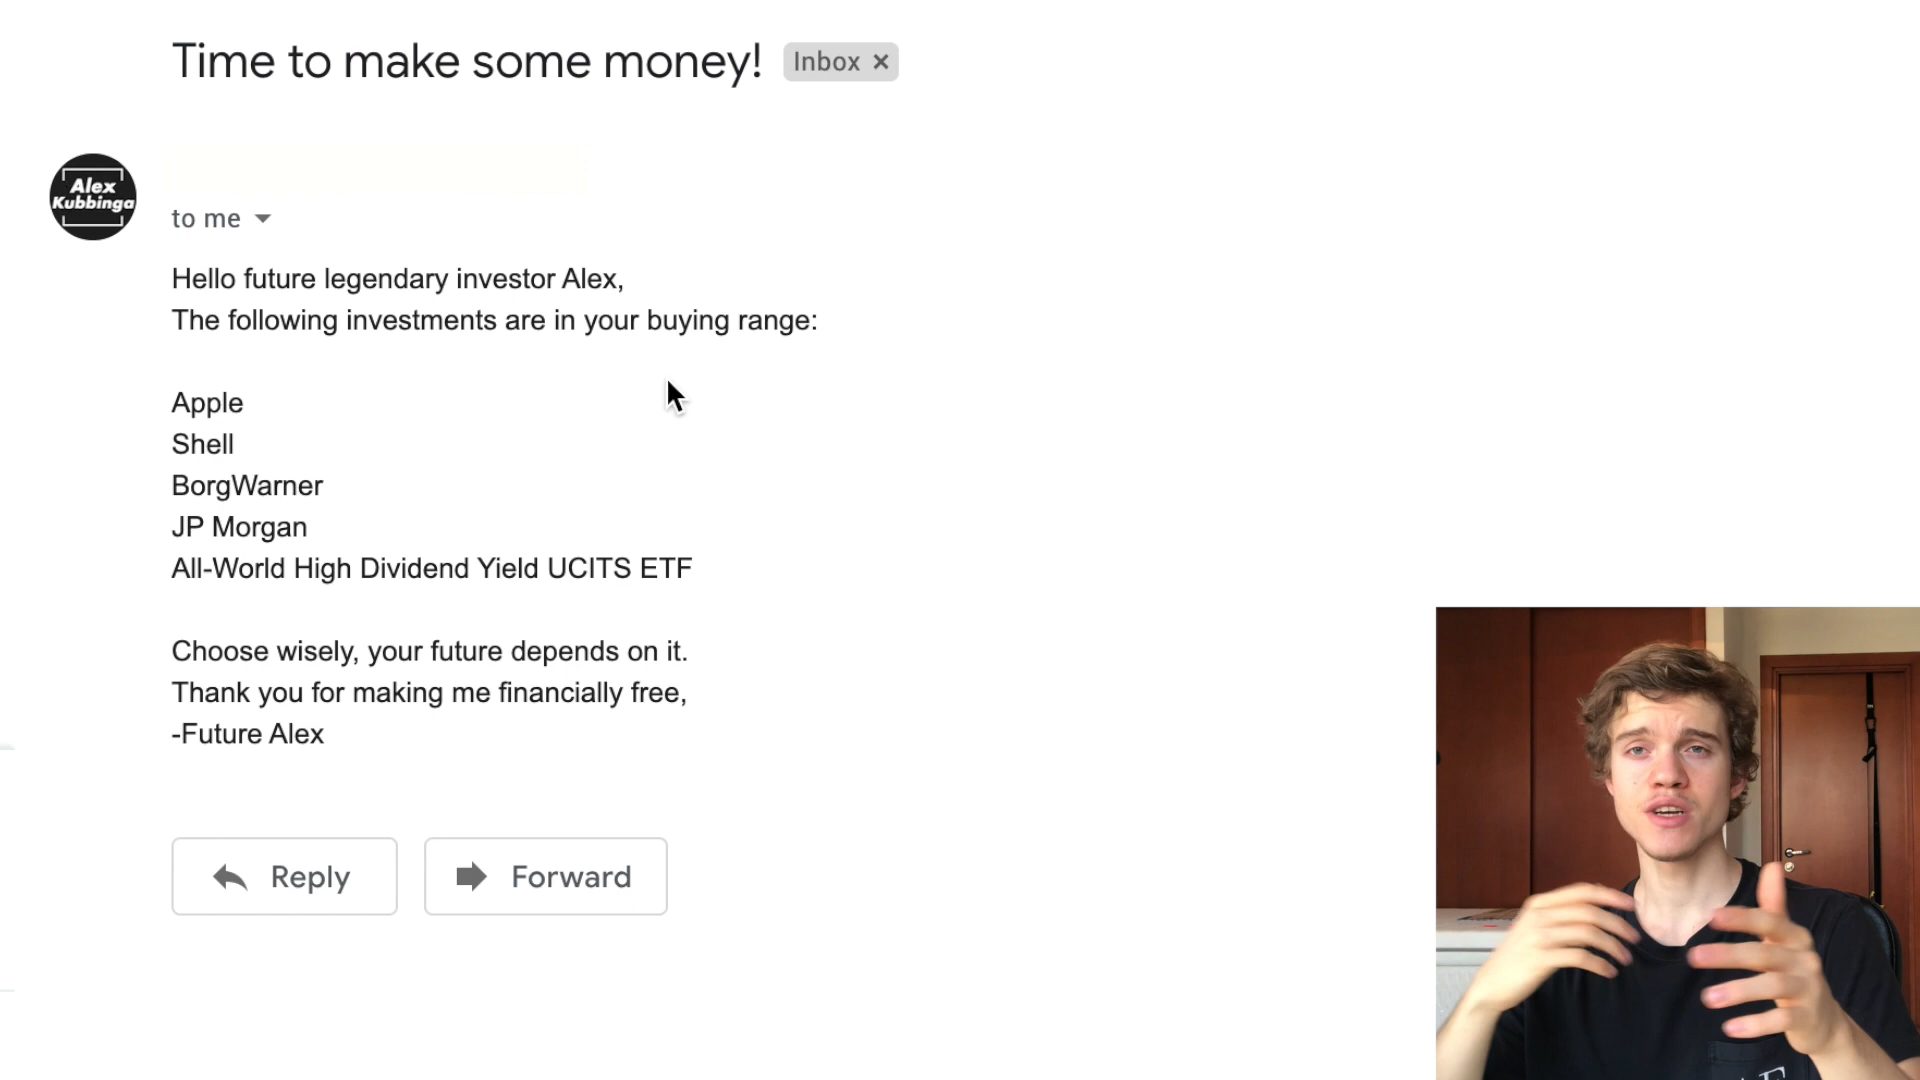 Time to make some money!
Inbox ×
Alex
Kubbinga
to me
Hello future legendary investor Alex,
The following investments are in your buying range:
Apple
Shell
BorgWarner
JP Morgan
All-World High Dividend Yield UCITS ETF
Choose wisely, your future depends on it.
Thank you for making me financially free,
-Future Alex
Reply
Forward